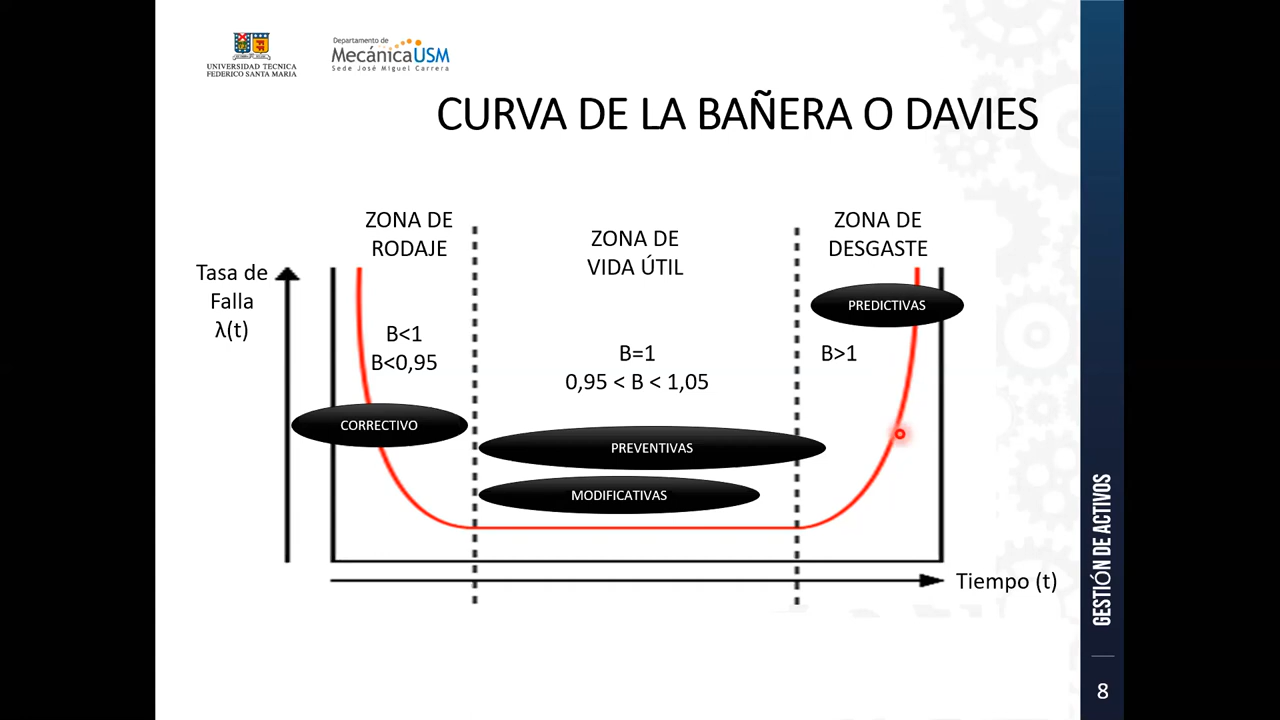 UNIVERSIDAD TECNICA
FEDERICO SANTA MARIA
Departamento de
MecánicaUSM
Sede José Miguel Carrera
CURVA DE LA BAÑERA O DAVIES
ZONA DE
RODAJE
ZONA DE
VIDA ÚTIL
ZONA DE
DESGASTE
Tasa de
Falla
λ(t)
B<1
B<0,95
B=1
0,95 < B < 1,05
B>1
PREDICTIVAS
CORRECTIVO
PREVENTIVAS
MODIFICATIVAS
Tiempo (t)
GESTIÓN DE ACTIVOS
8